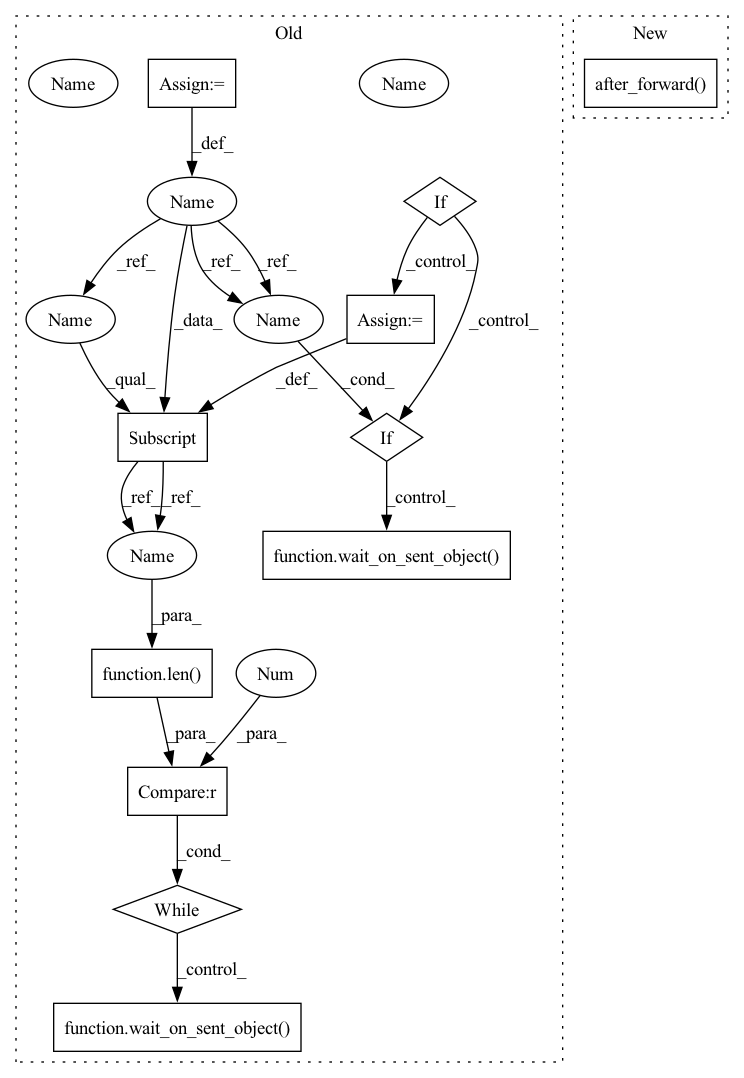 Old
New
Name
Assign:=
Name
after_forward()
_def_
Name
If
_ref_
_ref_
_ref_
_control_
Name
_data_
Name
Assign:=
_control_
_qual_
_def_
_cond_
Subscript
If
_ref_
_ref_
_control_
Name
function.wait_on_sent_object()
_para_
function.len()
Num
_para_
_para_
Compare:r
_cond_
While
_control_
function.wait_on_sent_object()